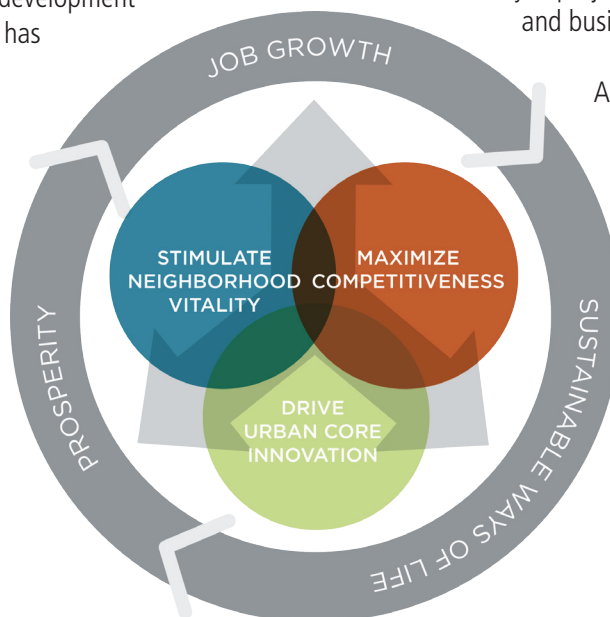 development
has
and busi
A
JOB GROWTH
STIMULATE
NEIGHBORHOOD
VITALITY
MAXIMIZE
COMPETITIVENESS
DRIVE
URBAN CORE
INNOVATION
PROSPERITY
SUSTAINABLE WAYS OF LIFE